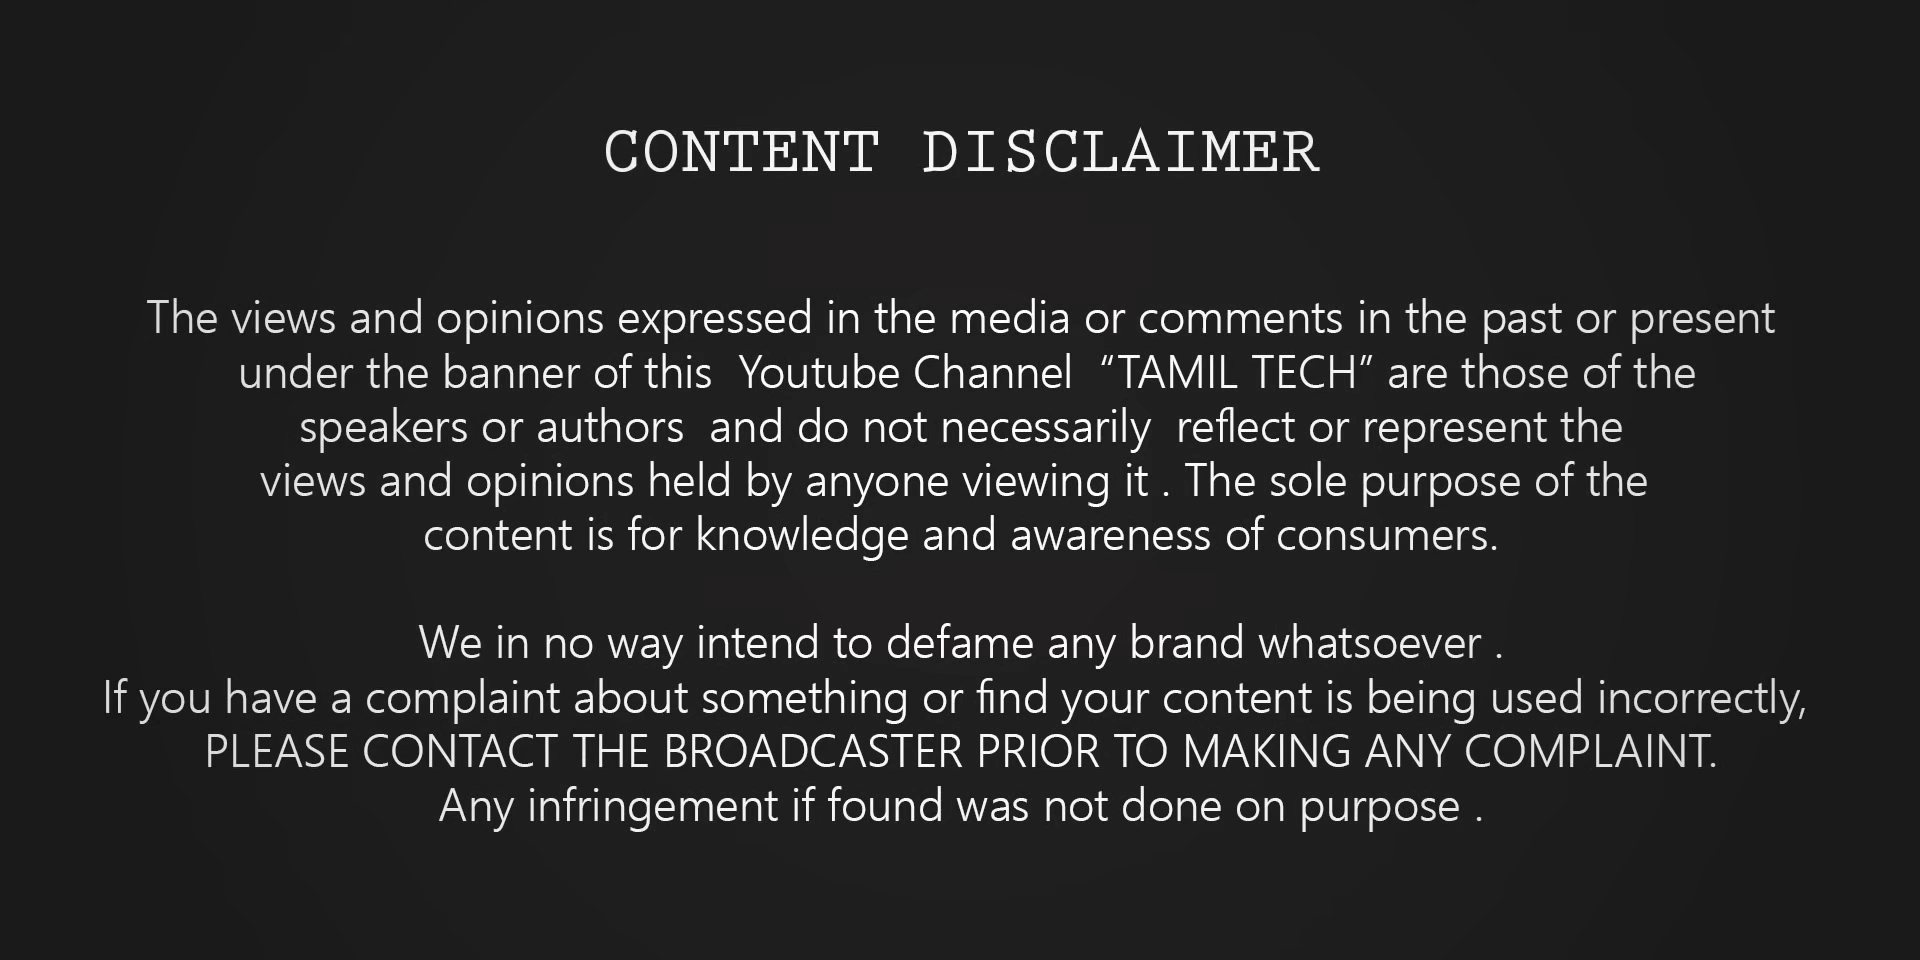 CONTENT DISCLAIMER
The views and opinions expressed in the media or comments in the past or present
under the banner of this Youtube Channel “TAMIL TECH” are those of the
speakers or authors and do not necessarily reflect or represent the
views and opinions held by anyone viewing it . The sole purpose of the
content is for knowledge and awareness of consumers.
We in no way intend to defame any brand whatsoever .
If you have a complaint about something or find your content is being used incorrectly,
PLEASE CONTACT THE BROADCASTER PRIOR TO MAKING ANY COMPLAINT.
Any infringement if found was not done on purpose .